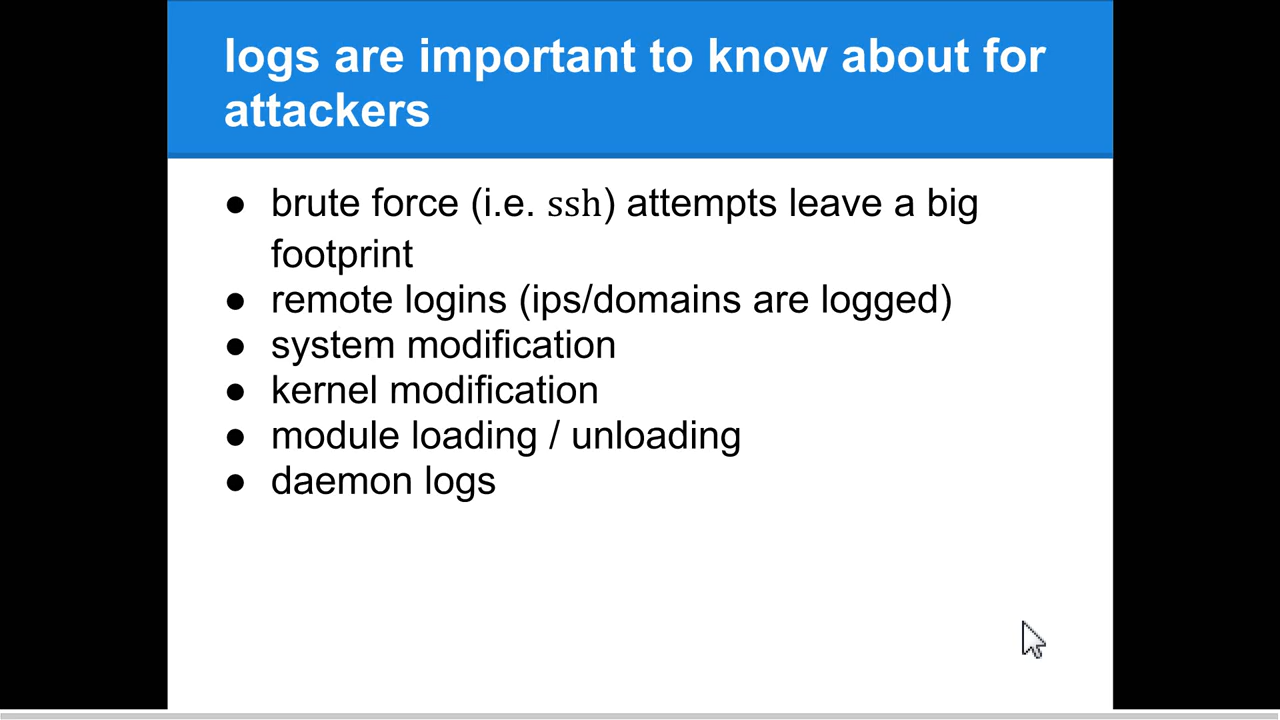 logs are important to know about for
attackers
● brute force (i.e. ssh) attempts leave a big
footprint
● remote logins (ips/domains are logged)
● system modification
● kernel modification
● module loading / unloading
● daemon logs